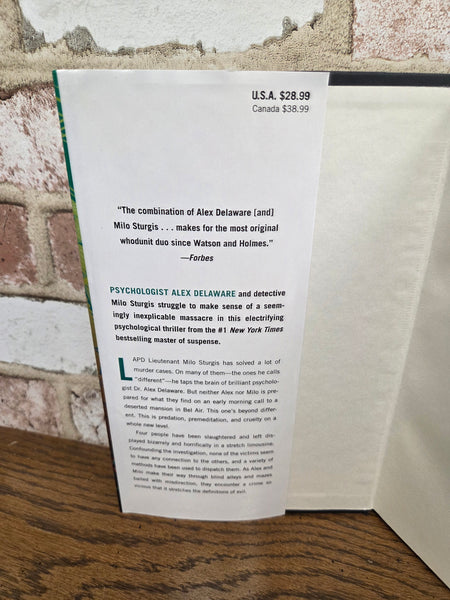 U.S.A. $28.99
Canada $38.99
“The combination of Alex Delaware [and]
Milo Sturgis . . . makes for the most original
whodunit duo since Watson and Holmes.”
—Forbes
PSYCHOLOGIST ALEX DELAWARE and detective
Milo Sturgis struggle to make sense of a seem-
ingly inexplicable massacre in this electrifying
psychological thriller from the #1 New York Times
bestselling master of suspense.
LAPD Lieutenant Milo Sturgis has solved a lot of
murder cases. On many of them—the ones he calls
“different”—he taps the brain of brilliant psycholo-
gist Dr. Alex Delaware. But neither Alex nor Milo is pre-
pared for what they find on an early morning call to a
deserted mansion in Bel Air. This one’s beyond differ-
ent. This is predation, premeditation, and cruelty on a
whole new level.
Four people have been slaughtered and left dis-
played bizarrely and horrifically in a stretch limousine.
Confounding the investigation, none of the victims seem
to have any connection to the others, and a variety of
methods have been used to dispatch them. As Alex and
Milo make their way through blind alleys and mazes
baited with misdirection, they encounter a crime so
vicious that it stretches the definitions of evil.